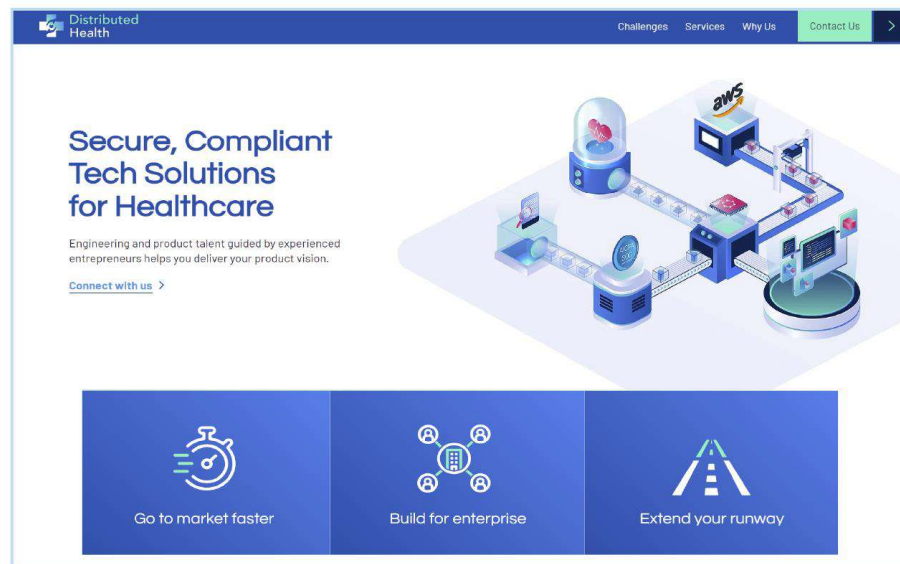 Distributed
Health
Challenges
Services
Why Us
Contact Us
aws
Secure, Compliant
Tech Solutions
for Healthcare
Engineering and product talent guided by experienced
entrepreneurs helps you deliver your product vision.
Connect with us
Go to market faster
Build for enterprise
Extend your runway